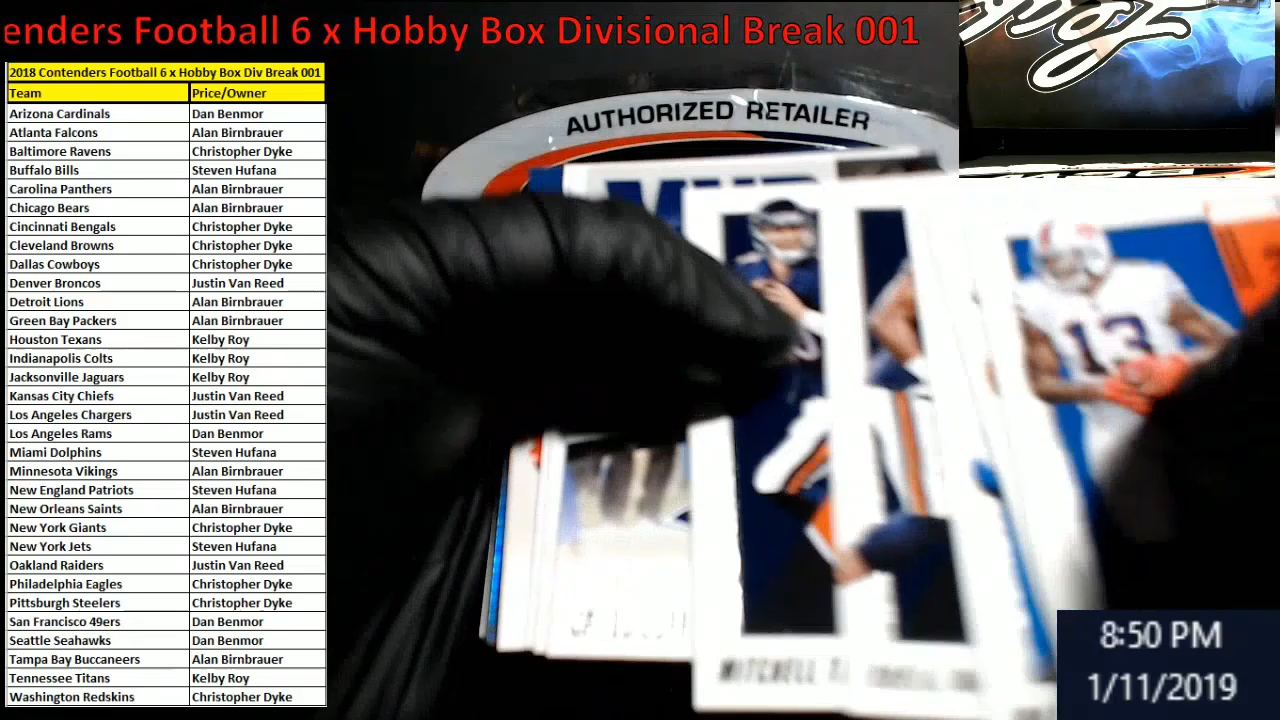 enders Football 6 x Hobby Box Divisional Break 001
2018 Contenders Football 6 x Hobby Box Div Break 001
Team Price/Owner
Arizona Cardinals Dan Benmor
Atlanta Falcons Alan Birnbrauer
Baltimore Ravens Christopher Dyke
Buffalo Bills Steven Hufana
Carolina Panthers Alan Birnbrauer
Chicago Bears Alan Birnbrauer
Cincinnati Bengals Christopher Dyke
Cleveland Browns Christopher Dyke
Dallas Cowboys Christopher Dyke
Denver Broncos Justin Van Reed
Detroit Lions Alan Birnbrauer
Green Bay Packers Alan Birnbrauer
Houston Texans Kelby Roy
Indianapolis Colts Kelby Roy
Jacksonville Jaguars Kelby Roy
Kansas City Chiefs Justin Van Reed
Los Angeles Chargers Justin Van Reed
Los Angeles Rams Dan Benmor
Miami Dolphins Steven Hufana
Minnesota Vikings Alan Birnbrauer
New England Patriots Steven Hufana
New Orleans Saints Alan Birnbrauer
New York Giants Christopher Dyke
New York Jets Steven Hufana
Oakland Raiders Justin Van Reed
Philadelphia Eagles Christopher Dyke
Pittsburgh Steelers Christopher Dyke
San Francisco 49ers Dan Benmor
Seattle Seahawks Dan Benmor
Tampa Bay Buccaneers Alan Birnbrauer
Tennessee Titans Kelby Roy
Washington Redskins Christopher Dyke
AUTHORIZED RETAILER
MVP
13
MITCHELL T
8:50 PM
1/11/2019